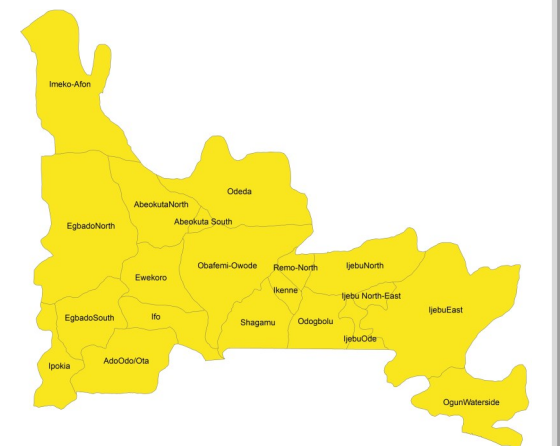 Imeko-Afon
Odeda
AbeokutaNorth
Abeokuta South
EgbadoNorth
Obafemi-Owode
Remo-North
IjebuNorth
Ewekoro
Ikenne
Ijebu North-East
IjebuEast
EgbadoSouth
Ifo
Shagamu
Odogbolu
IjebuOde
AdoOdo/Ota
Ipokia
OgunWaterside